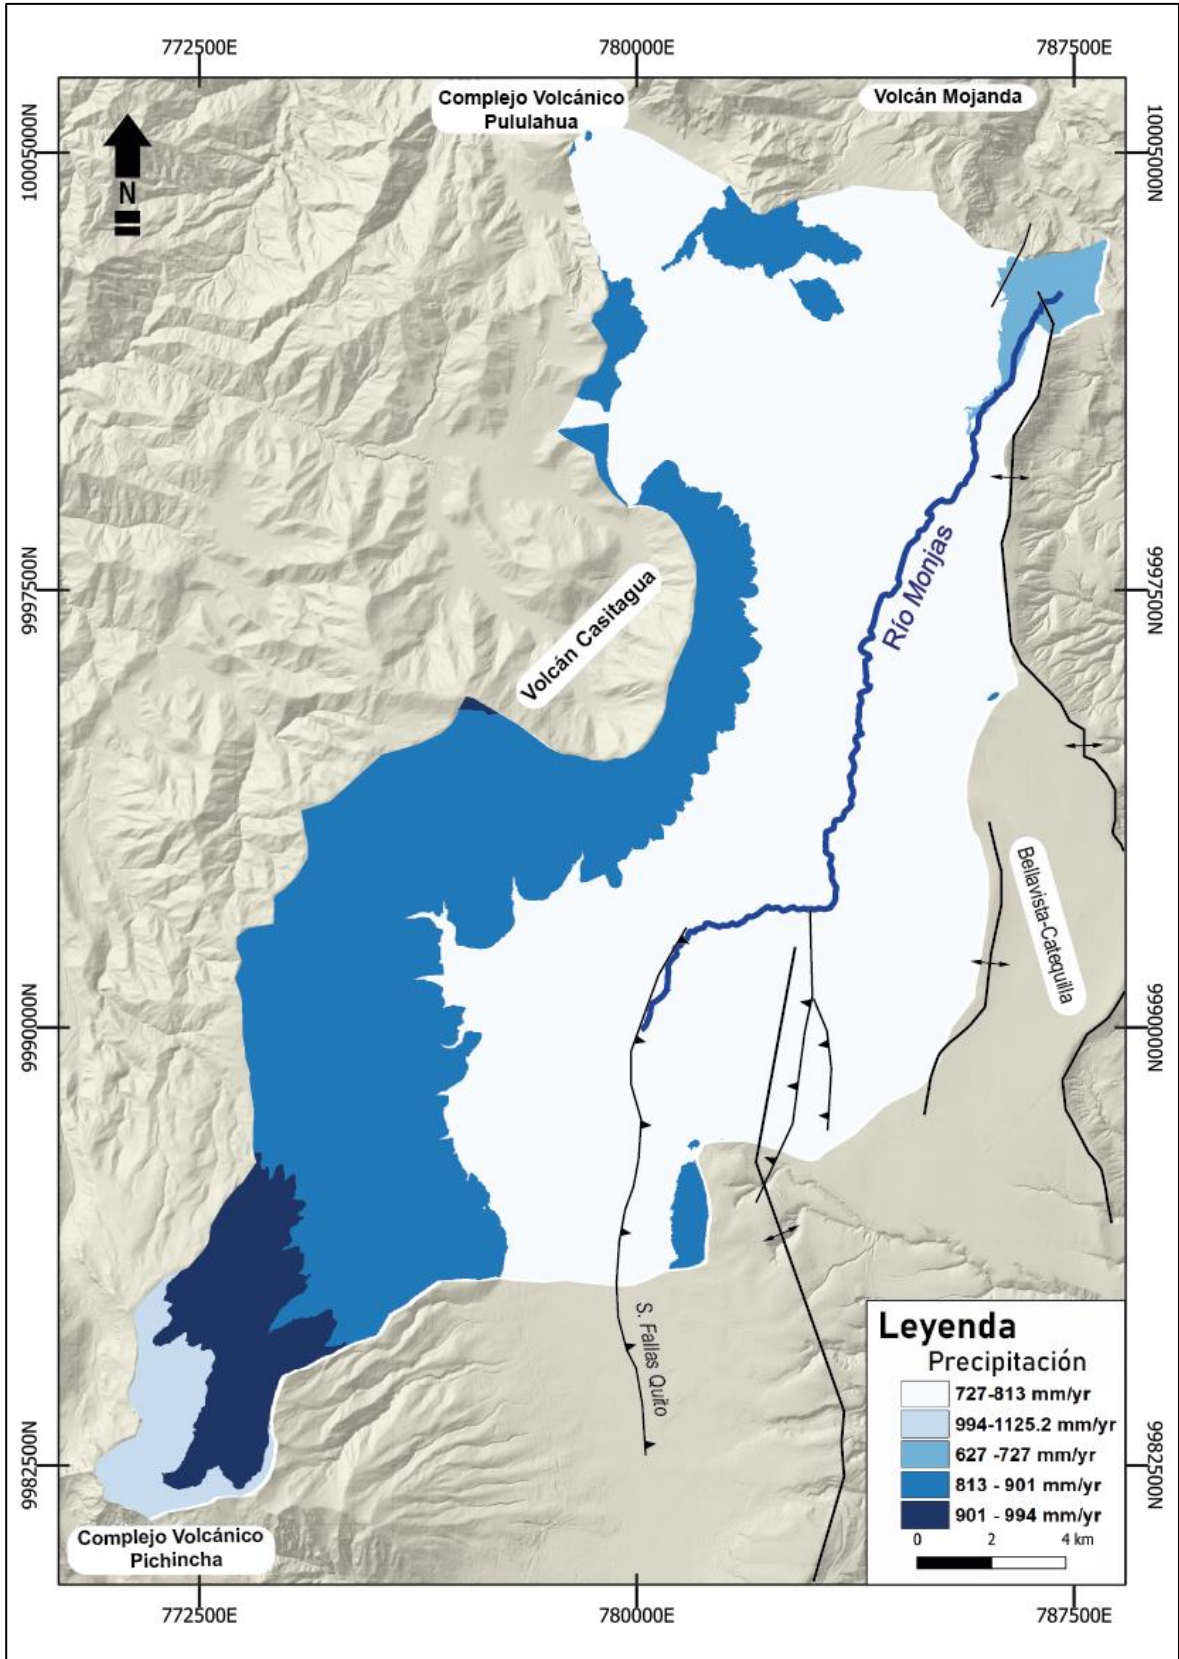 772500E
780000E
787500E
Complejo Volcánico
Pululahua
Volcán Mojanda
10005000N
10005000N
N
9997500N
9997500N
Río Monjas
Volcán Casitagua
Bellavista-Catequilla
9990000N
9990000N
S. Fallas Quito
9982500N
9982500N
Complejo Volcánico
Pichincha
Leyenda
Precipitación
727-813 mm/yr
994-1125.2 mm/yr
627 -727 mm/yr
813 - 901 mm/yr
901 - 994 mm/yr
0 2 4 km
772500E
780000E
787500E